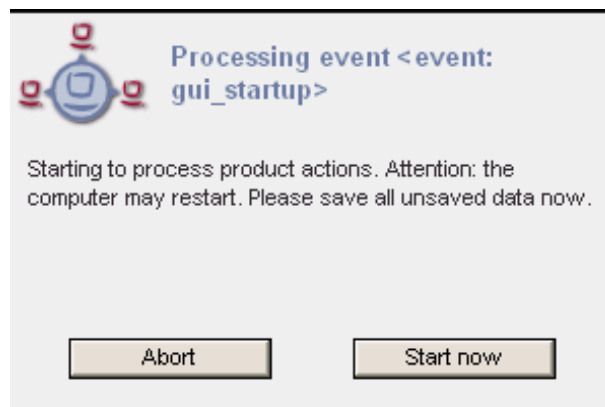 Processing event <event:
gui_startup>
Starting to process product actions. Attention: the
computer may restart. Please save all unsaved data now.
Abort
Start now